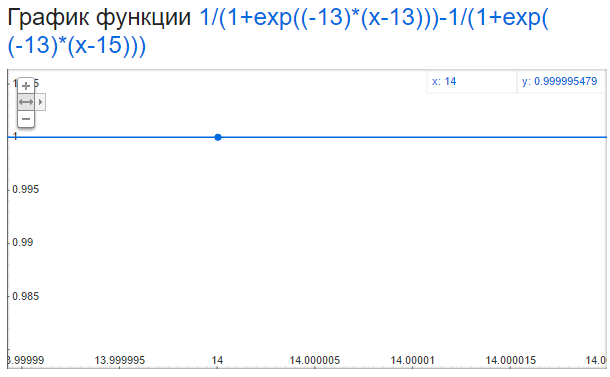 График функции 1/(1+exp((-13)*(x-13)))-1/(1+exp(
(-13)*(x-15)))
x: 14
y: 0.999995479
1
0.995
0.99
0.985
13.999995
14
14.000005
14.00001
14.000015